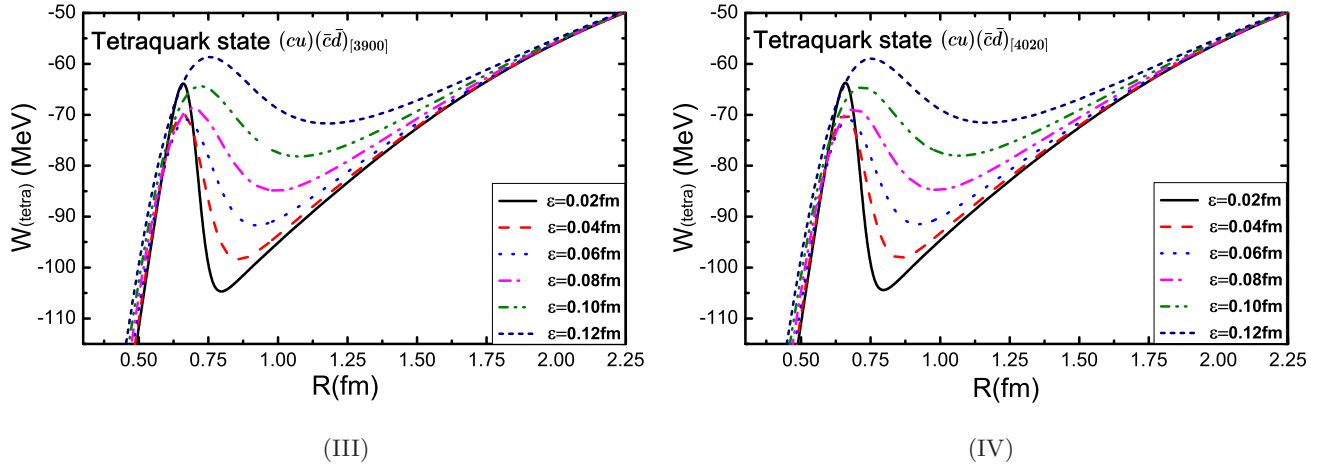 Tetraquark state (cu)(c̄d̄)[3900]
W(tetra) (MeV)
-50
-60
-70
-80
-90
-100
-110
ε=0.02fm
ε=0.04fm
ε=0.06fm
ε=0.08fm
ε=0.10fm
ε=0.12fm
0.50 0.75 1.00 1.25 1.50 1.75 2.00 2.25
R(fm)
(III)
Tetraquark state (cu)(c̄d̄)[4020]
W(tetra) (MeV)
-50
-60
-70
-80
-90
-100
-110
ε=0.02fm
ε=0.04fm
ε=0.06fm
ε=0.08fm
ε=0.10fm
ε=0.12fm
0.50 0.75 1.00 1.25 1.50 1.75 2.00 2.25
R(fm)
(IV)